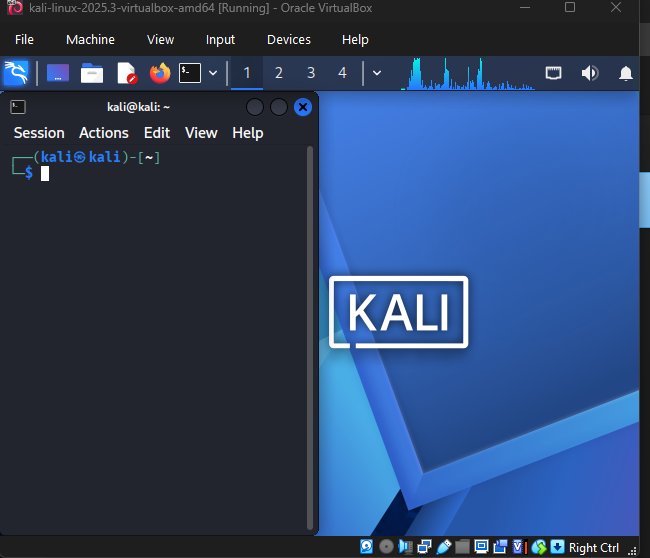 kali-linux-2025.3-virtualbox-amd64 [Running] - Oracle VirtualBox
File Machine View Input Devices Help
1 2 3 4
kali@kali: ~
Session Actions Edit View Help
┌──(kali㉿kali)-[~]
└─$
KALI
Right Ctrl